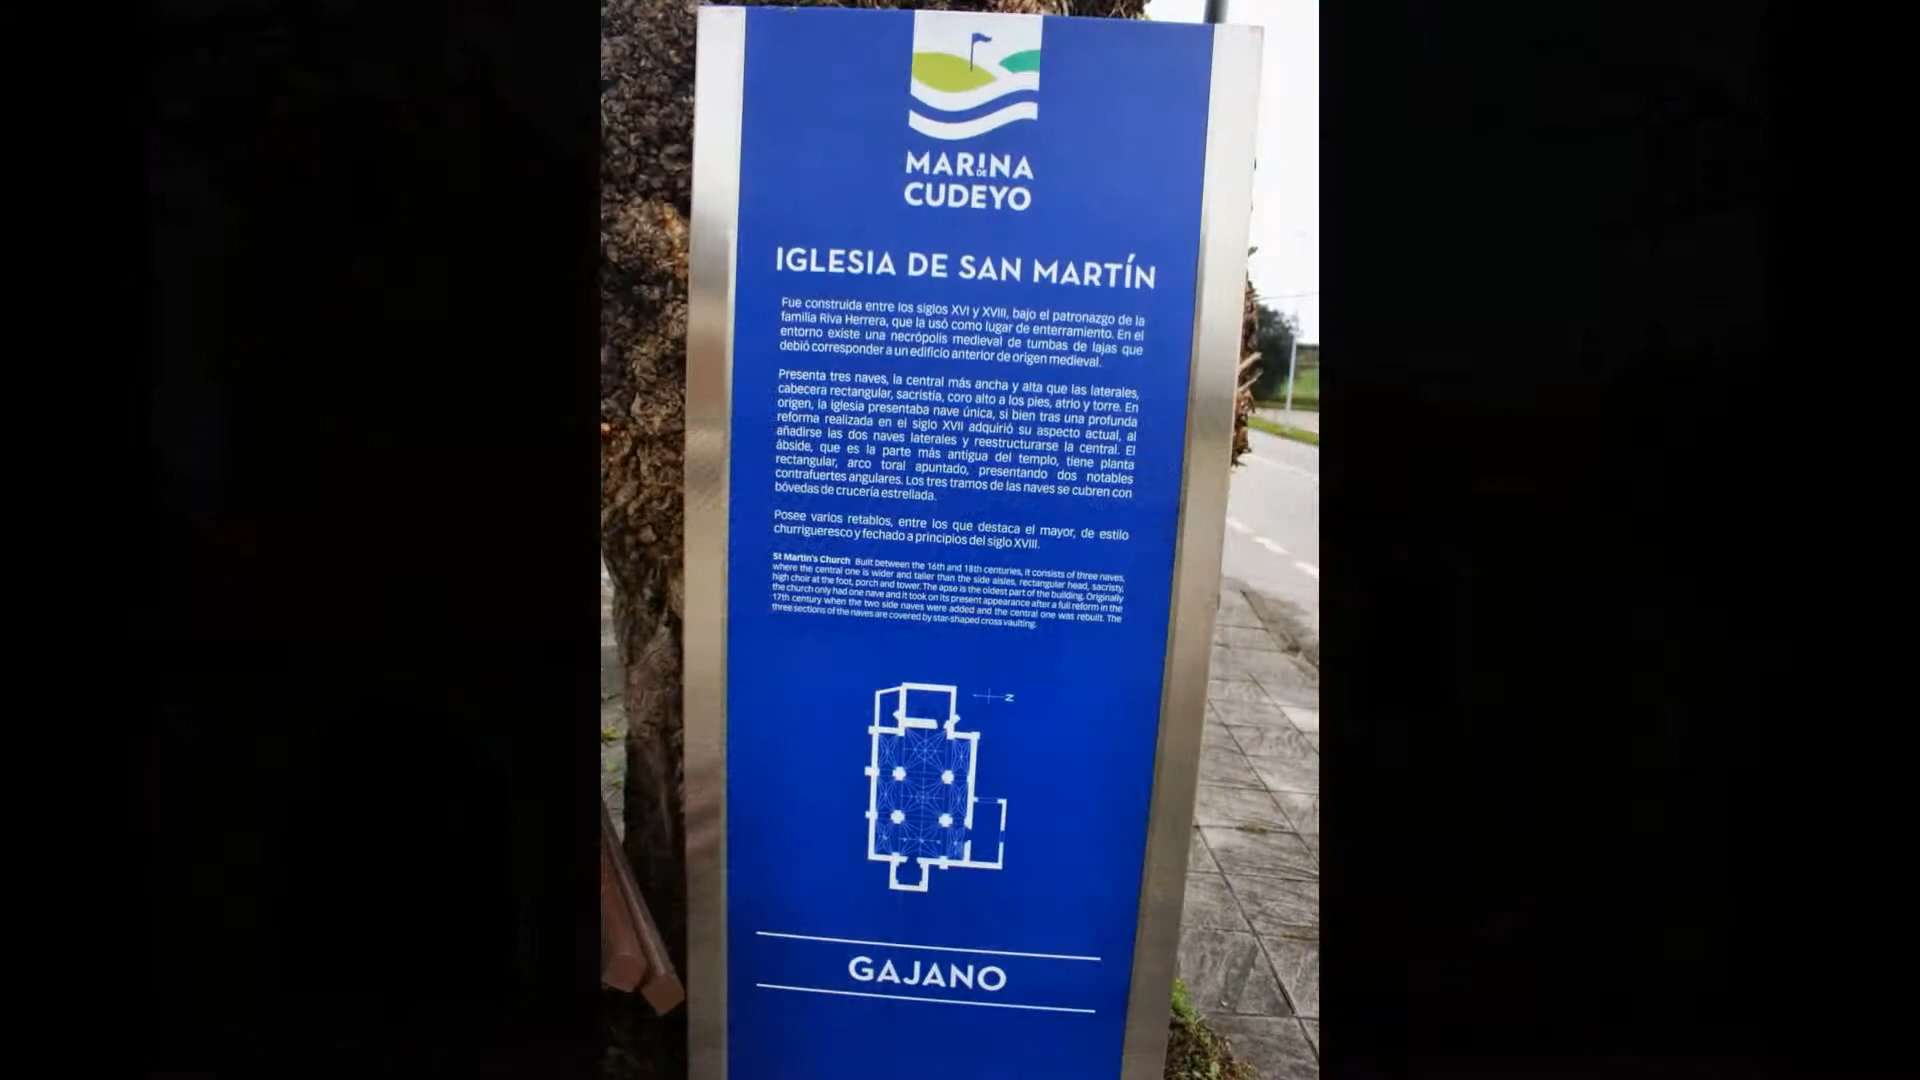 MARINA
DE
CUDEYO
IGLESIA DE SAN MARTÍN
Fue construida entre los siglos XVI y XVIII, bajo el patronazgo de la
familia Riva Herrera, que la usó como lugar de enterramiento. En el
entorno existe una necrópolis medieval de tumbas de lajas que
debió corresponder a un edificio anterior de origen medieval.
Presenta tres naves, la central más ancha y alta que las laterales,
cabecera rectangular, sacristía, coro alto a los pies, atrio y torre. En
origen, la iglesia presentaba nave única, si bien tras una profunda
reforma realizada en el siglo XVII adquirió su aspecto actual, al
añadirse las dos naves laterales y reestructurarse la central. El
ábside, que es la parte más antigua del templo, tiene planta
rectangular, arco toral apuntado, presentando dos notables
contrafuertes angulares. Los tres tramos de las naves se cubren con
bóvedas de crucería estrellada.
Posee varios retablos, entre los que destaca el mayor, de estilo
churrigueresco y fechado a principios del siglo XVIII.
St Martin's Church Built between the 16th and 18th centuries, it consists of three naves,
where the central one is wider and taller than the side aisles, rectangular head, sacristy,
high choir at the foot, porch and tower. The apse is the oldest part of the building. Originally
the church only had one nave and it took on its present appearance after a full reform in the
17th century when the two side naves were added and the central one was rebuilt. The
three sections of the naves are covered by star-shaped cross vaulting.
N
GAJANO